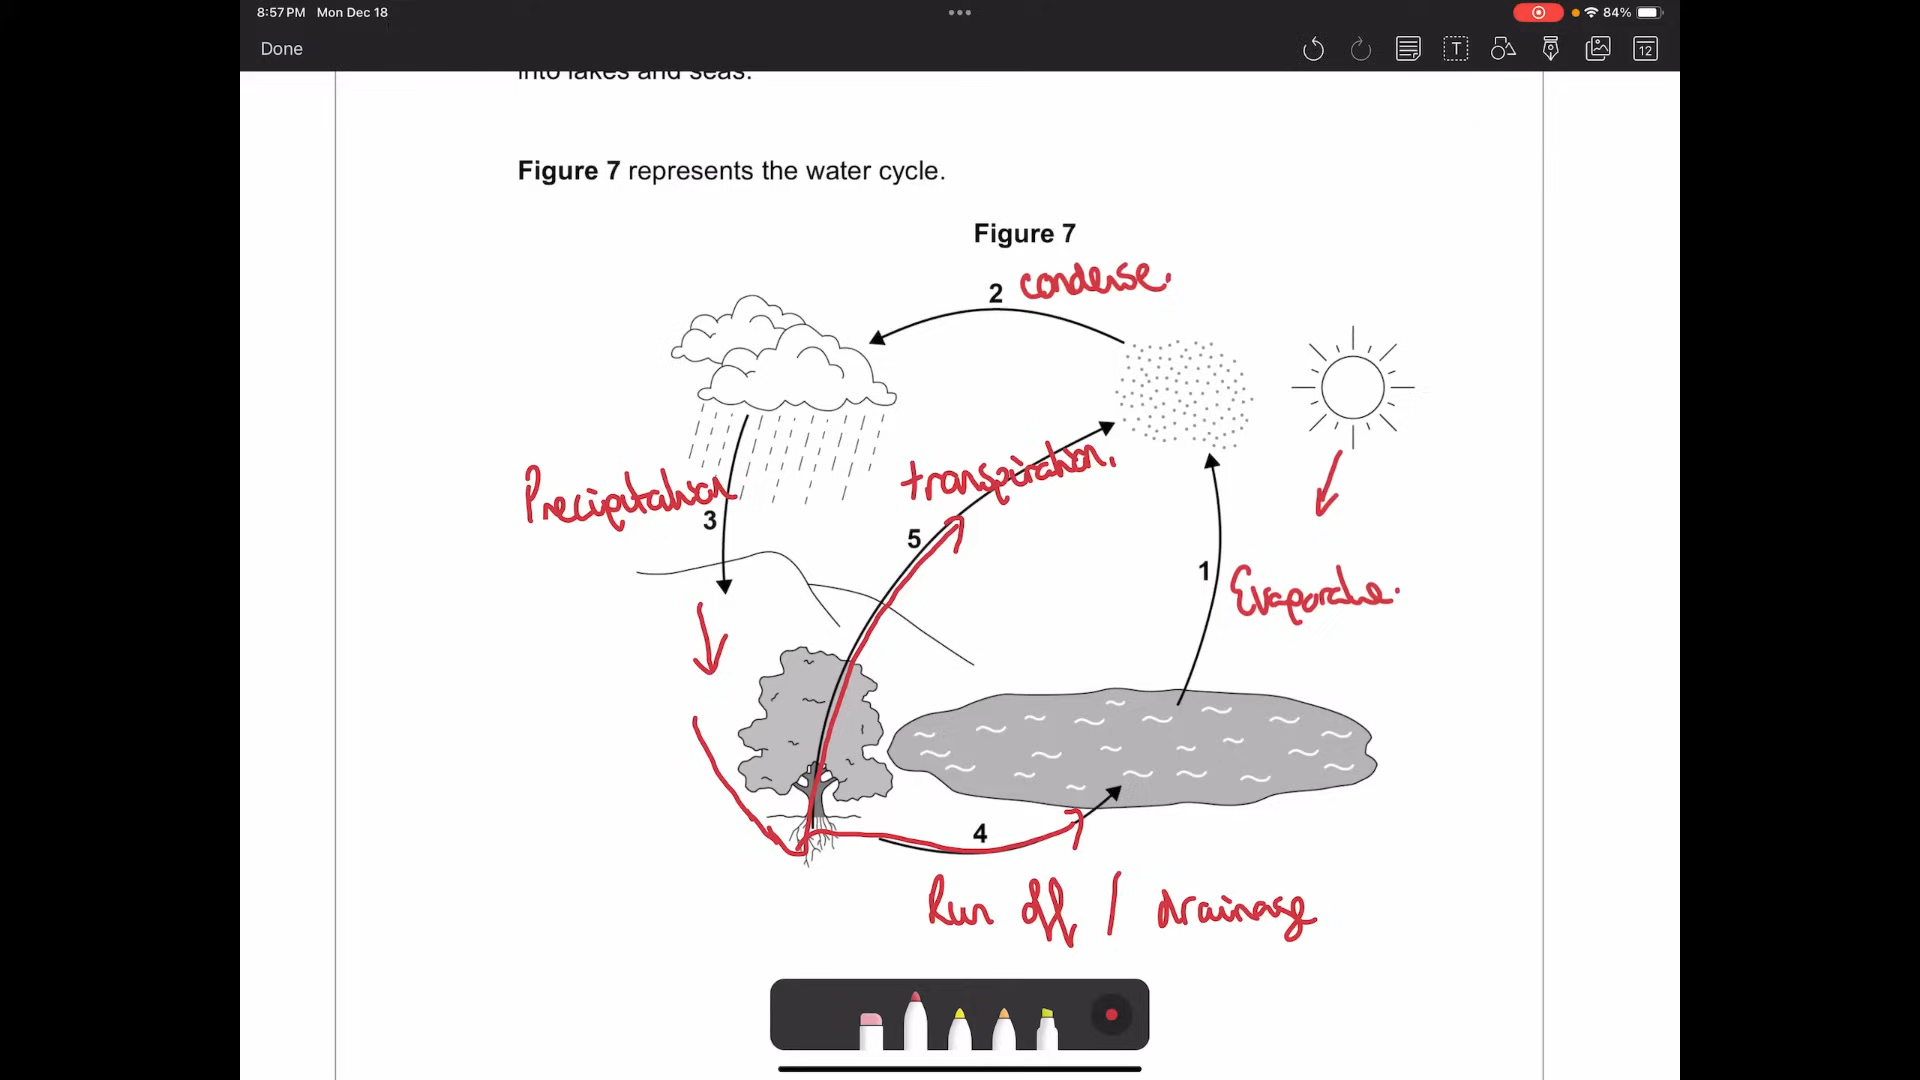 8:57 PM Mon Dec 18
84%
Done
T
12
into lakes and seas.
Figure 7 represents the water cycle.
Figure 7
2 condense.
Precipitation
transpiration.
3
5
1
Evaporate.
4
Run off / drainage